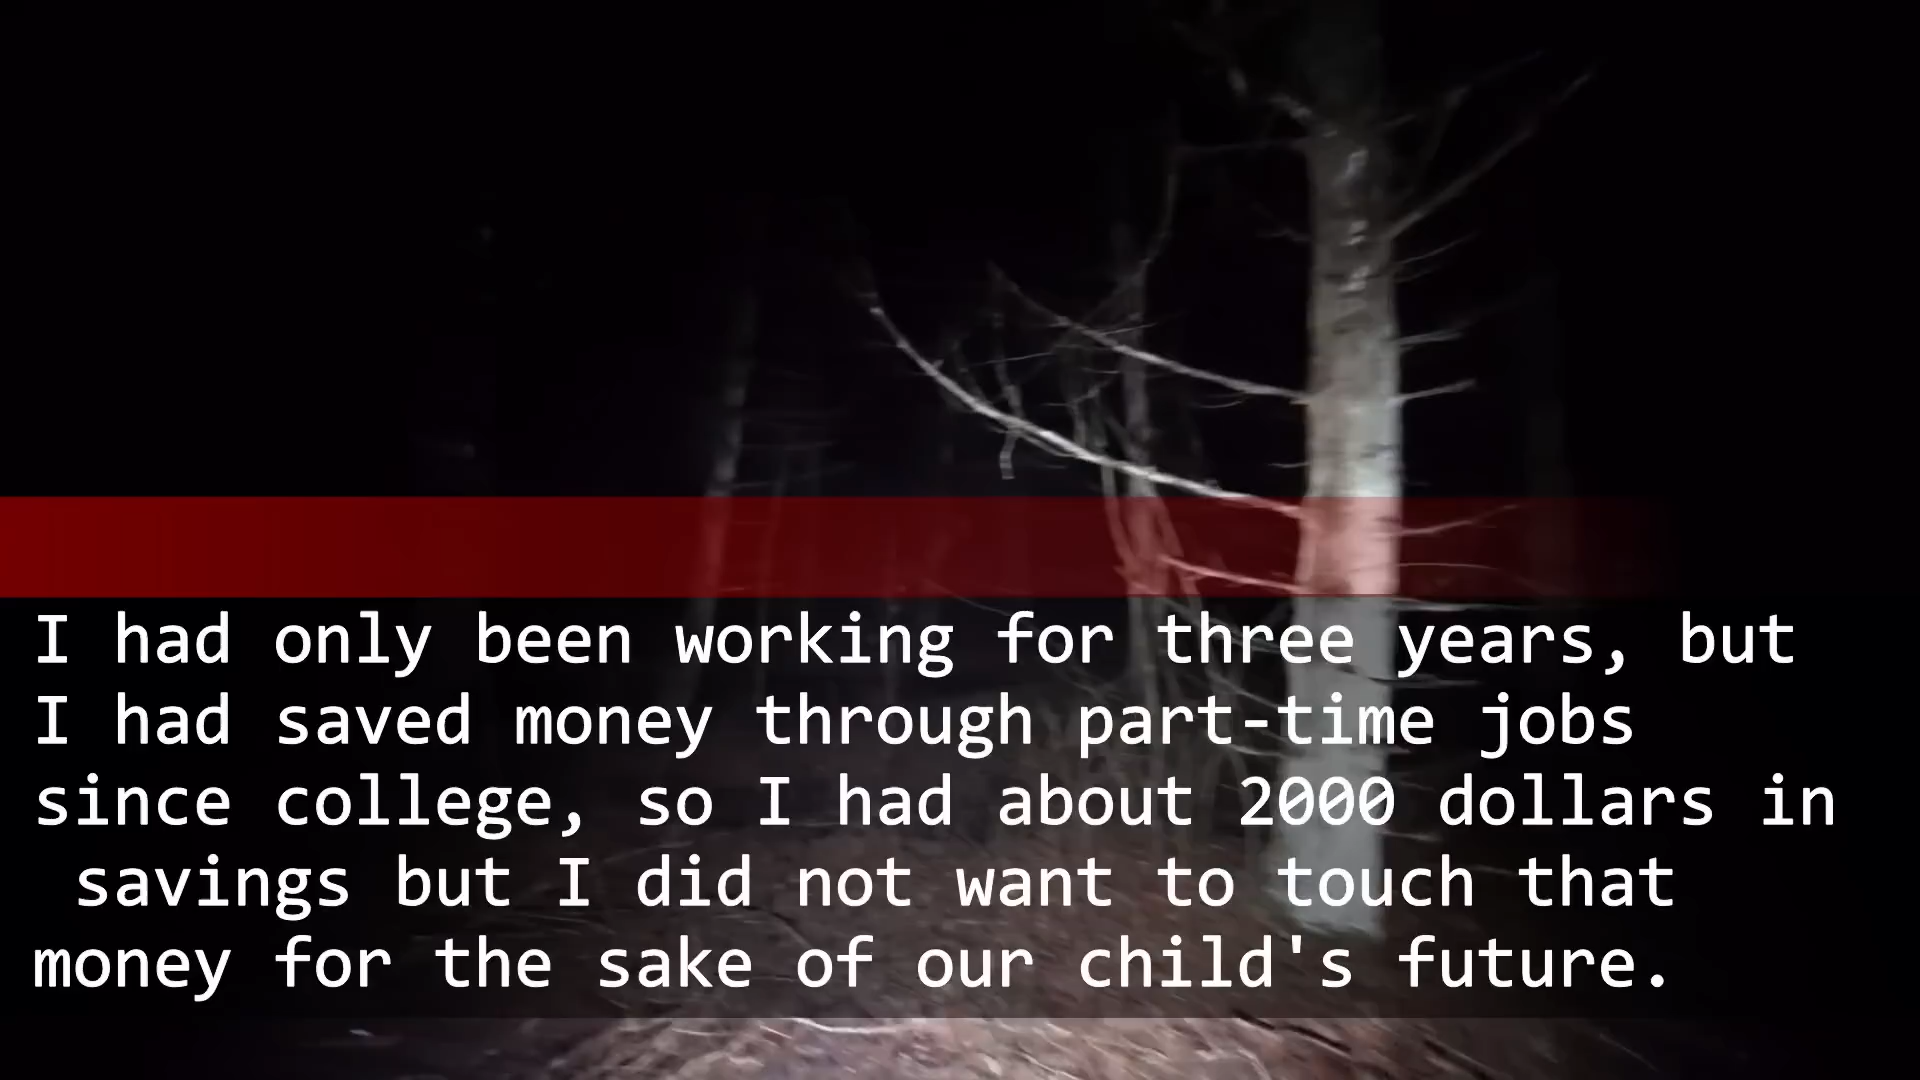 I had only been working for three years, but
I had saved money through part-time jobs
since college, so I had about 2000 dollars in
savings but I did not want to touch that
money for the sake of our child's future.